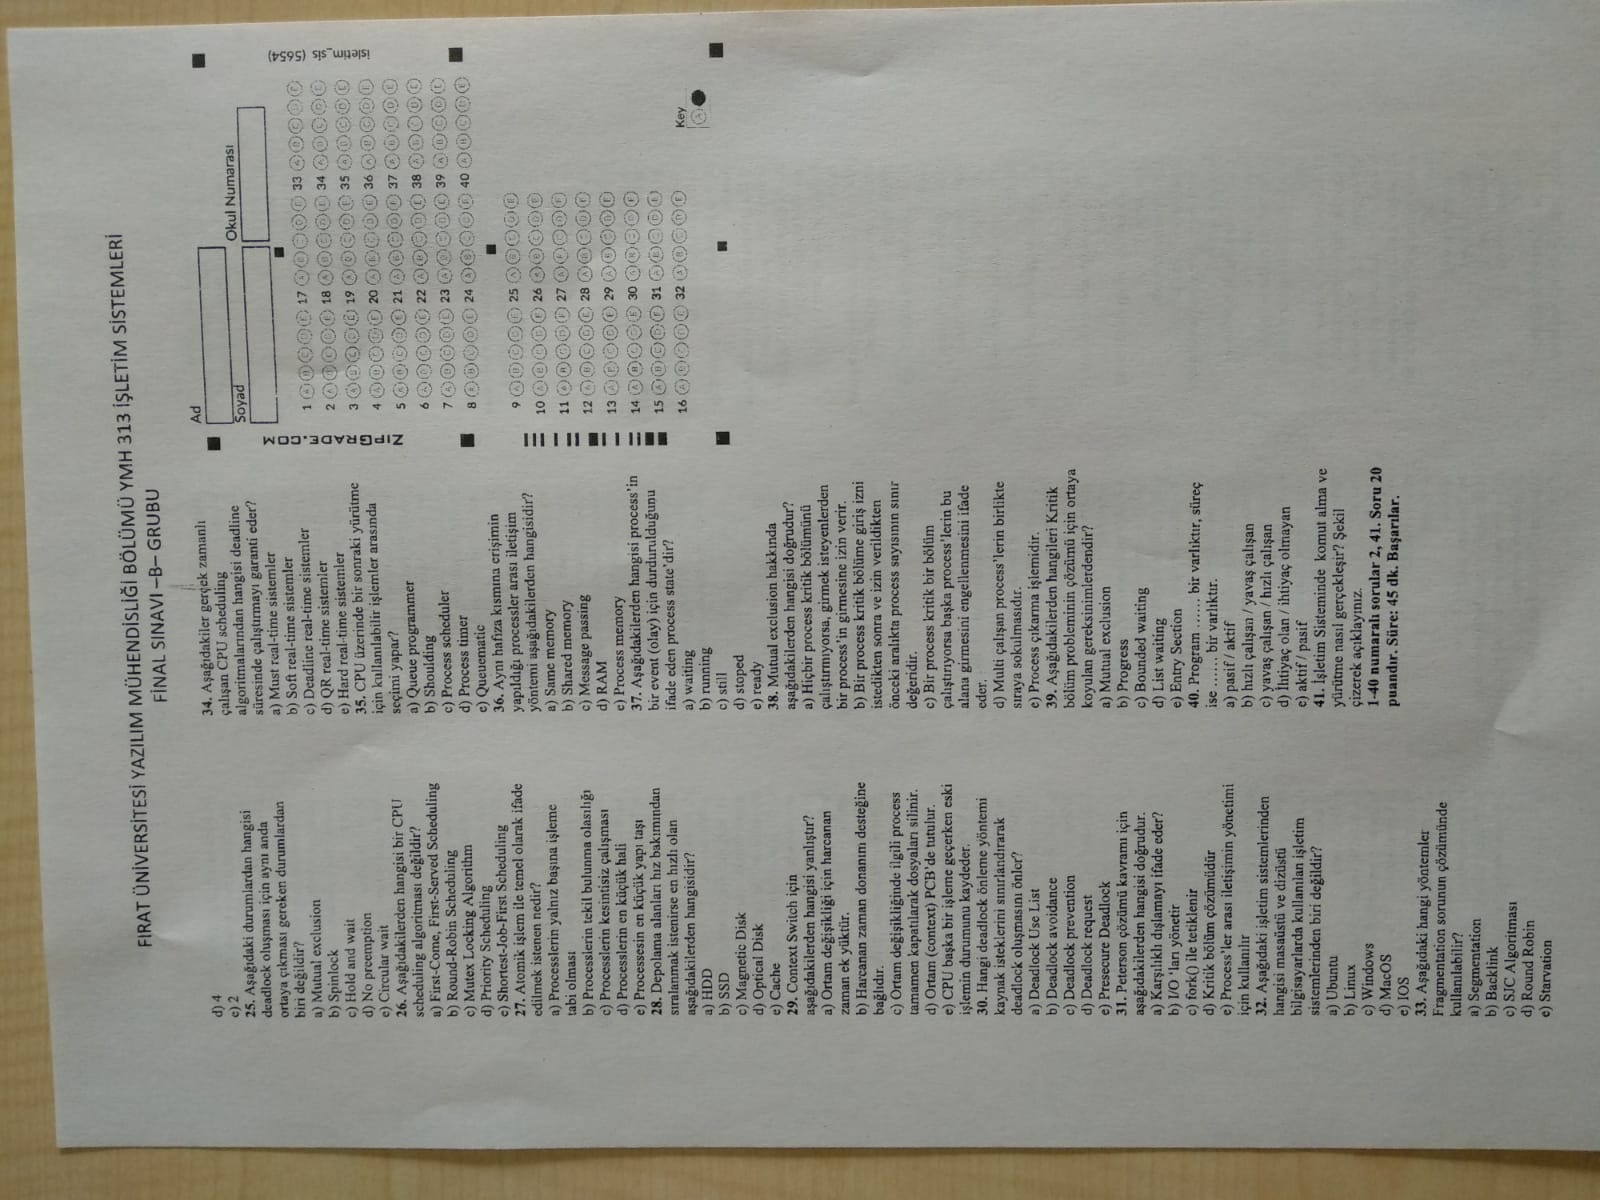 FIRAT ÜNİVERSİTESİ YAZILIM MÜHENDİSLİĞİ BÖLÜMÜ YMH 313 İŞLETİM SİSTEMLERİ
FİNAL SINAVI –B– GRUBU
d) 4
e) 2
25. Aşağıdaki durumlardan hangisi
deadlock oluşması için aynı anda
ortaya çıkması gereken durumlardan
biri değildir?
a) Mutual exclusion
b) Spinlock
c) Hold and wait
d) No preemption
e) Circular wait
26. Aşağıdakilerden hangisi bir CPU
scheduling algoritması değildir?
a) First-Come, First-Served Scheduling
b) Round-Robin Scheduling
c) Mutex Locking Algorithm
d) Priority Scheduling
e) Shortest-Job-First Scheduling
27. Atomik işlem ile temel olarak ifade
edilmek istenen nedir?
a) Processlerin yalnız başına işleme
tabi olması
b) Processlerin tekil bulunma olasılığı
c) Processlerin kesintisiz çalışması
d) Processlerin en küçük hali
e) Processesin en küçük yapı taşı
28. Depolama alanları hız bakımından
sıralanmak istenirse en hızlı olan
aşağıdakilerden hangisidir?
a) HDD
b) SSD
c) Magnetic Disk
d) Optical Disk
e) Cache
29. Context Switch için
aşağıdakilerden hangisi yanlıştır?
a) Ortam değişikliği için harcanan
zaman ek yüktür.
b) Harcanan zaman donanım desteğine
bağlıdır.
c) Ortam değişikliğinde ilgili process
tamamen kapatılarak dosyaları silinir.
d) Ortam (context) PCB'de tutulur.
e) CPU başka bir işleme geçerken eski
işlemin durumunu kaydeder.
30. Hangi deadlock önleme yöntemi
kaynak isteklerini sınırlandırarak
deadlock oluşmasını önler?
a) Deadlock Use List
b) Deadlock avoidance
c) Deadlock prevention
d) Deadlock request
e) Presecure Deadlock
31. Peterson çözümü kavramı için
aşağıdakilerden hangisi doğrudur.
a) Karşılıklı dışlamayı ifade eder?
b) I/O 'ları yönetir
c) fork() ile tetiklenir
d) Kritik bölüm çözümüdür
e) Process'ler arası iletişimin yönetimi
için kullanılır
32. Aşağıdaki işletim sistemlerinden
hangisi masaüstü ve dizüstü
bilgisayarlarda kullanılan işletim
sistemlerinden biri değildir?
a) Ubuntu
b) Linux
c) Windows
d) MacOS
e) IOS
33. Aşağıdaki hangi yöntemler
Fragmentation sorunun çözümünde
kullanılabilir?
a) Segmentation
b) Backlink
c) SJC Algoritması
d) Round Robin
e) Starvation
34. Aşağıdakiler gerçek zamanlı
çalışan CPU scheduling
algoritmalarından hangisi deadline
süresinde çalıştırmayı garanti eder?
a) Must real-time sistemler
b) Soft real-time sistemler
c) Deadline real-time sistemler
d) QR real-time sistemler
e) Hard real-time sistemler
35. CPU üzerinde bir sonraki yürütme
için kullanılabilir işlemler arasında
seçimi yapar?
a) Queue programmer
b) Shoulding
c) Process scheduler
d) Process timer
e) Queuematic
36. Aynı hafıza kısmına erişimin
yapıldığı processler arası iletişim
yöntemi aşağıdakilerden hangisidir?
a) Same memory
b) Shared memory
c) Message passing
d) RAM
e) Process memory
37. Aşağıdakilerden hangisi process'in
bir event (olay) için durdurulduğunu
ifade eden process state'dir?
a) waiting
b) running
c) still
d) stoped
e) ready
38. Mutual exclusion hakkında
aşağıdakilerden hangisi doğrudur?
a) Hiçbir process kritik bölümünü
çalıştırmıyorsa, girmek isteyenlerden
bir process'in girmesine izin verir.
b) Bir process kritik bölüme giriş izni
istedikten sonra ve izin verildikten
önceki aralıkta process sayısının sınır
değeridir.
c) Bir process kritik bir bölüm
çalıştırıyorsa başka process'lerin bu
alana girmesini engellenmesini ifade
eder.
d) Multi çalışan process'lerin birlikte
sıraya sokulmasıdır.
e) Process çıkarma işlemidir.
39. Aşağıdakilerden hangileri Kritik
bölüm probleminin çözümü için ortaya
koyulan gereksinimlerdendir?
a) Mutual exclusion
b) Progress
c) Bounded waiting
d) List waiting
e) Entry Section
40. Program ...... bir varlıktır, süreç
ise ...... bir varlıktır.
a) pasif / aktif
b) hızlı çalışan / yavaş çalışan
c) yavaş çalışan / hızlı çalışan
d) İhtiyaç olan / ihtiyaç olmayan
e) aktif / pasif
41. İşletim Sisteminde komut alma ve
yürütme nasıl gerçekleşir? Şekil
çizerek açıklayınız.
1-40 numaralı sorular 2, 41. Soru 20
puandır. Süre: 45 dk. Başarılar.
Ad
Soyad
Okul Numarası
ZIPGRADE.COM
isletim_sis (5654)
1 A B C D E 17 A B C D E 33 A B C D E
2 A B C D E 18 A B C D E 34 A B C D E
3 A B C D E 19 A B C D E 35 A B C D E
4 A B C D E 20 A B C D E 36 A B C D E
5 A B C D E 21 A B C D E 37 A B C D E
6 A B C D E 22 A B C D E 38 A B C D E
7 A B C D E 23 A B C D E 39 A B C D E
8 A B C D E 24 A B C D E 40 A B C D E
9 A B C D E 25 A B C D E
10 A B C D E 26 A B C D E
11 A B C D E 27 A B C D E
12 A B C D E 28 A B C D E
13 A B C D E 29 A B C D E
14 A B C D E 30 A B C D E
15 A B C D E 31 A B C D E
16 A B C D E 32 A B C D E
Key
A